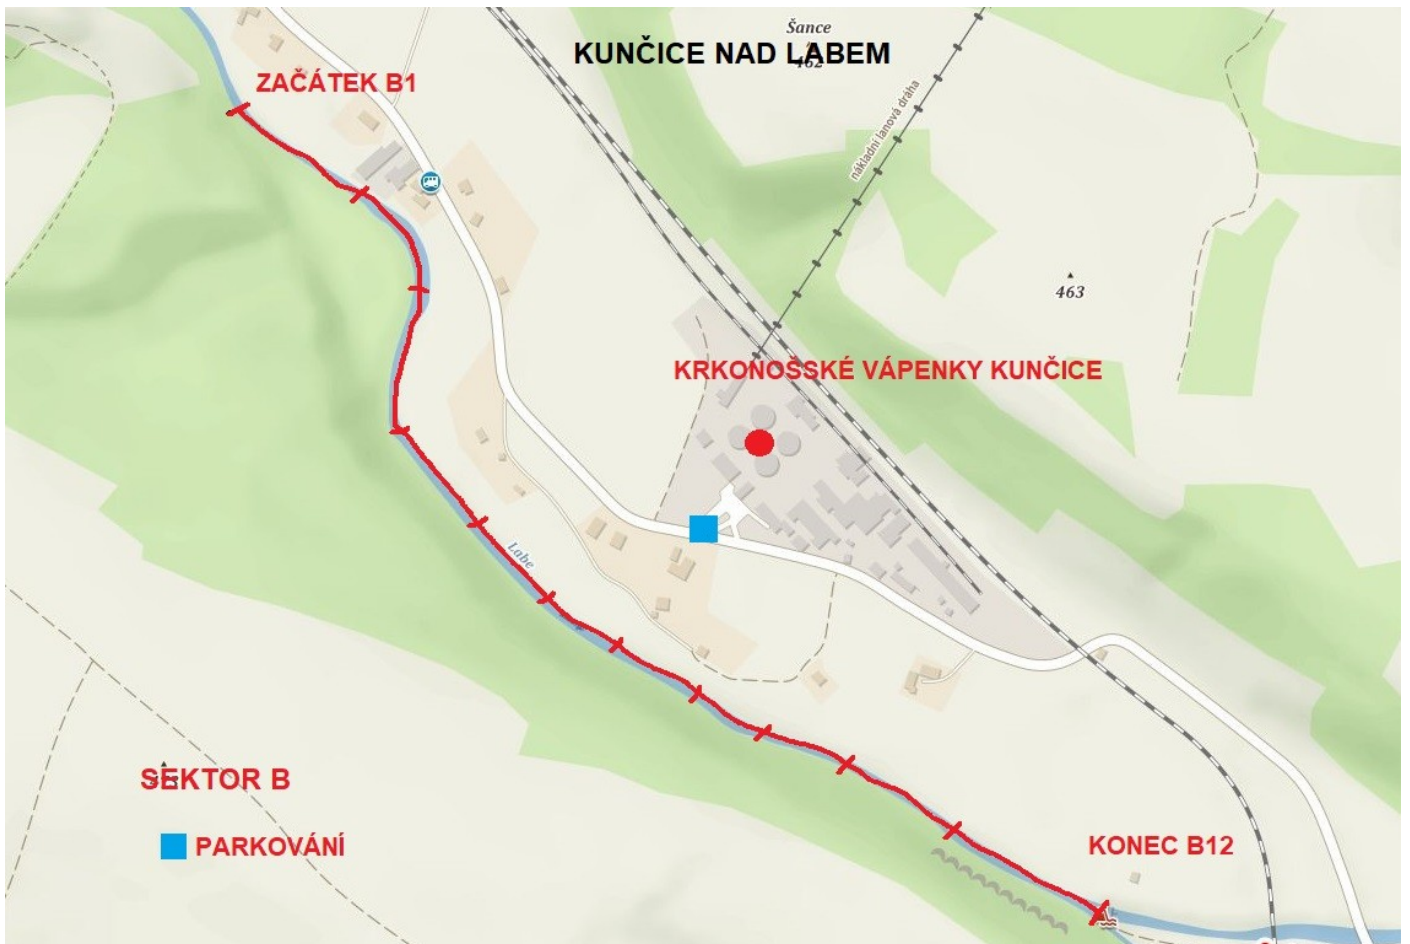 Šance
KUNČICE NAD LABEM
462
ZAČÁTEK B1
nákladní lanová dráha
463
KRKONOŠSKÉ VÁPENKY KUNČICE
Labe
SEKTOR B
PARKOVÁNÍ
KONEC B12